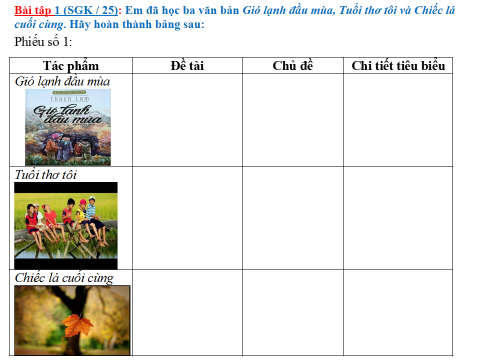 Bài tập 1 (SGK / 25): Em đã học ba văn bản Gió lạnh đầu mùa, Tuổi thơ tôi và Chiếc lá
cuối cùng. Hãy hoàn thành bảng sau:
Phiếu số 1:
Tác phẩm Đề tài Chủ đề Chi tiết tiêu biểu
Gió lạnh đầu mùa
THẠCH LAM
Gió lạnh
đầu mùa
Tuổi thơ tôi
Chiếc lá cuối cùng